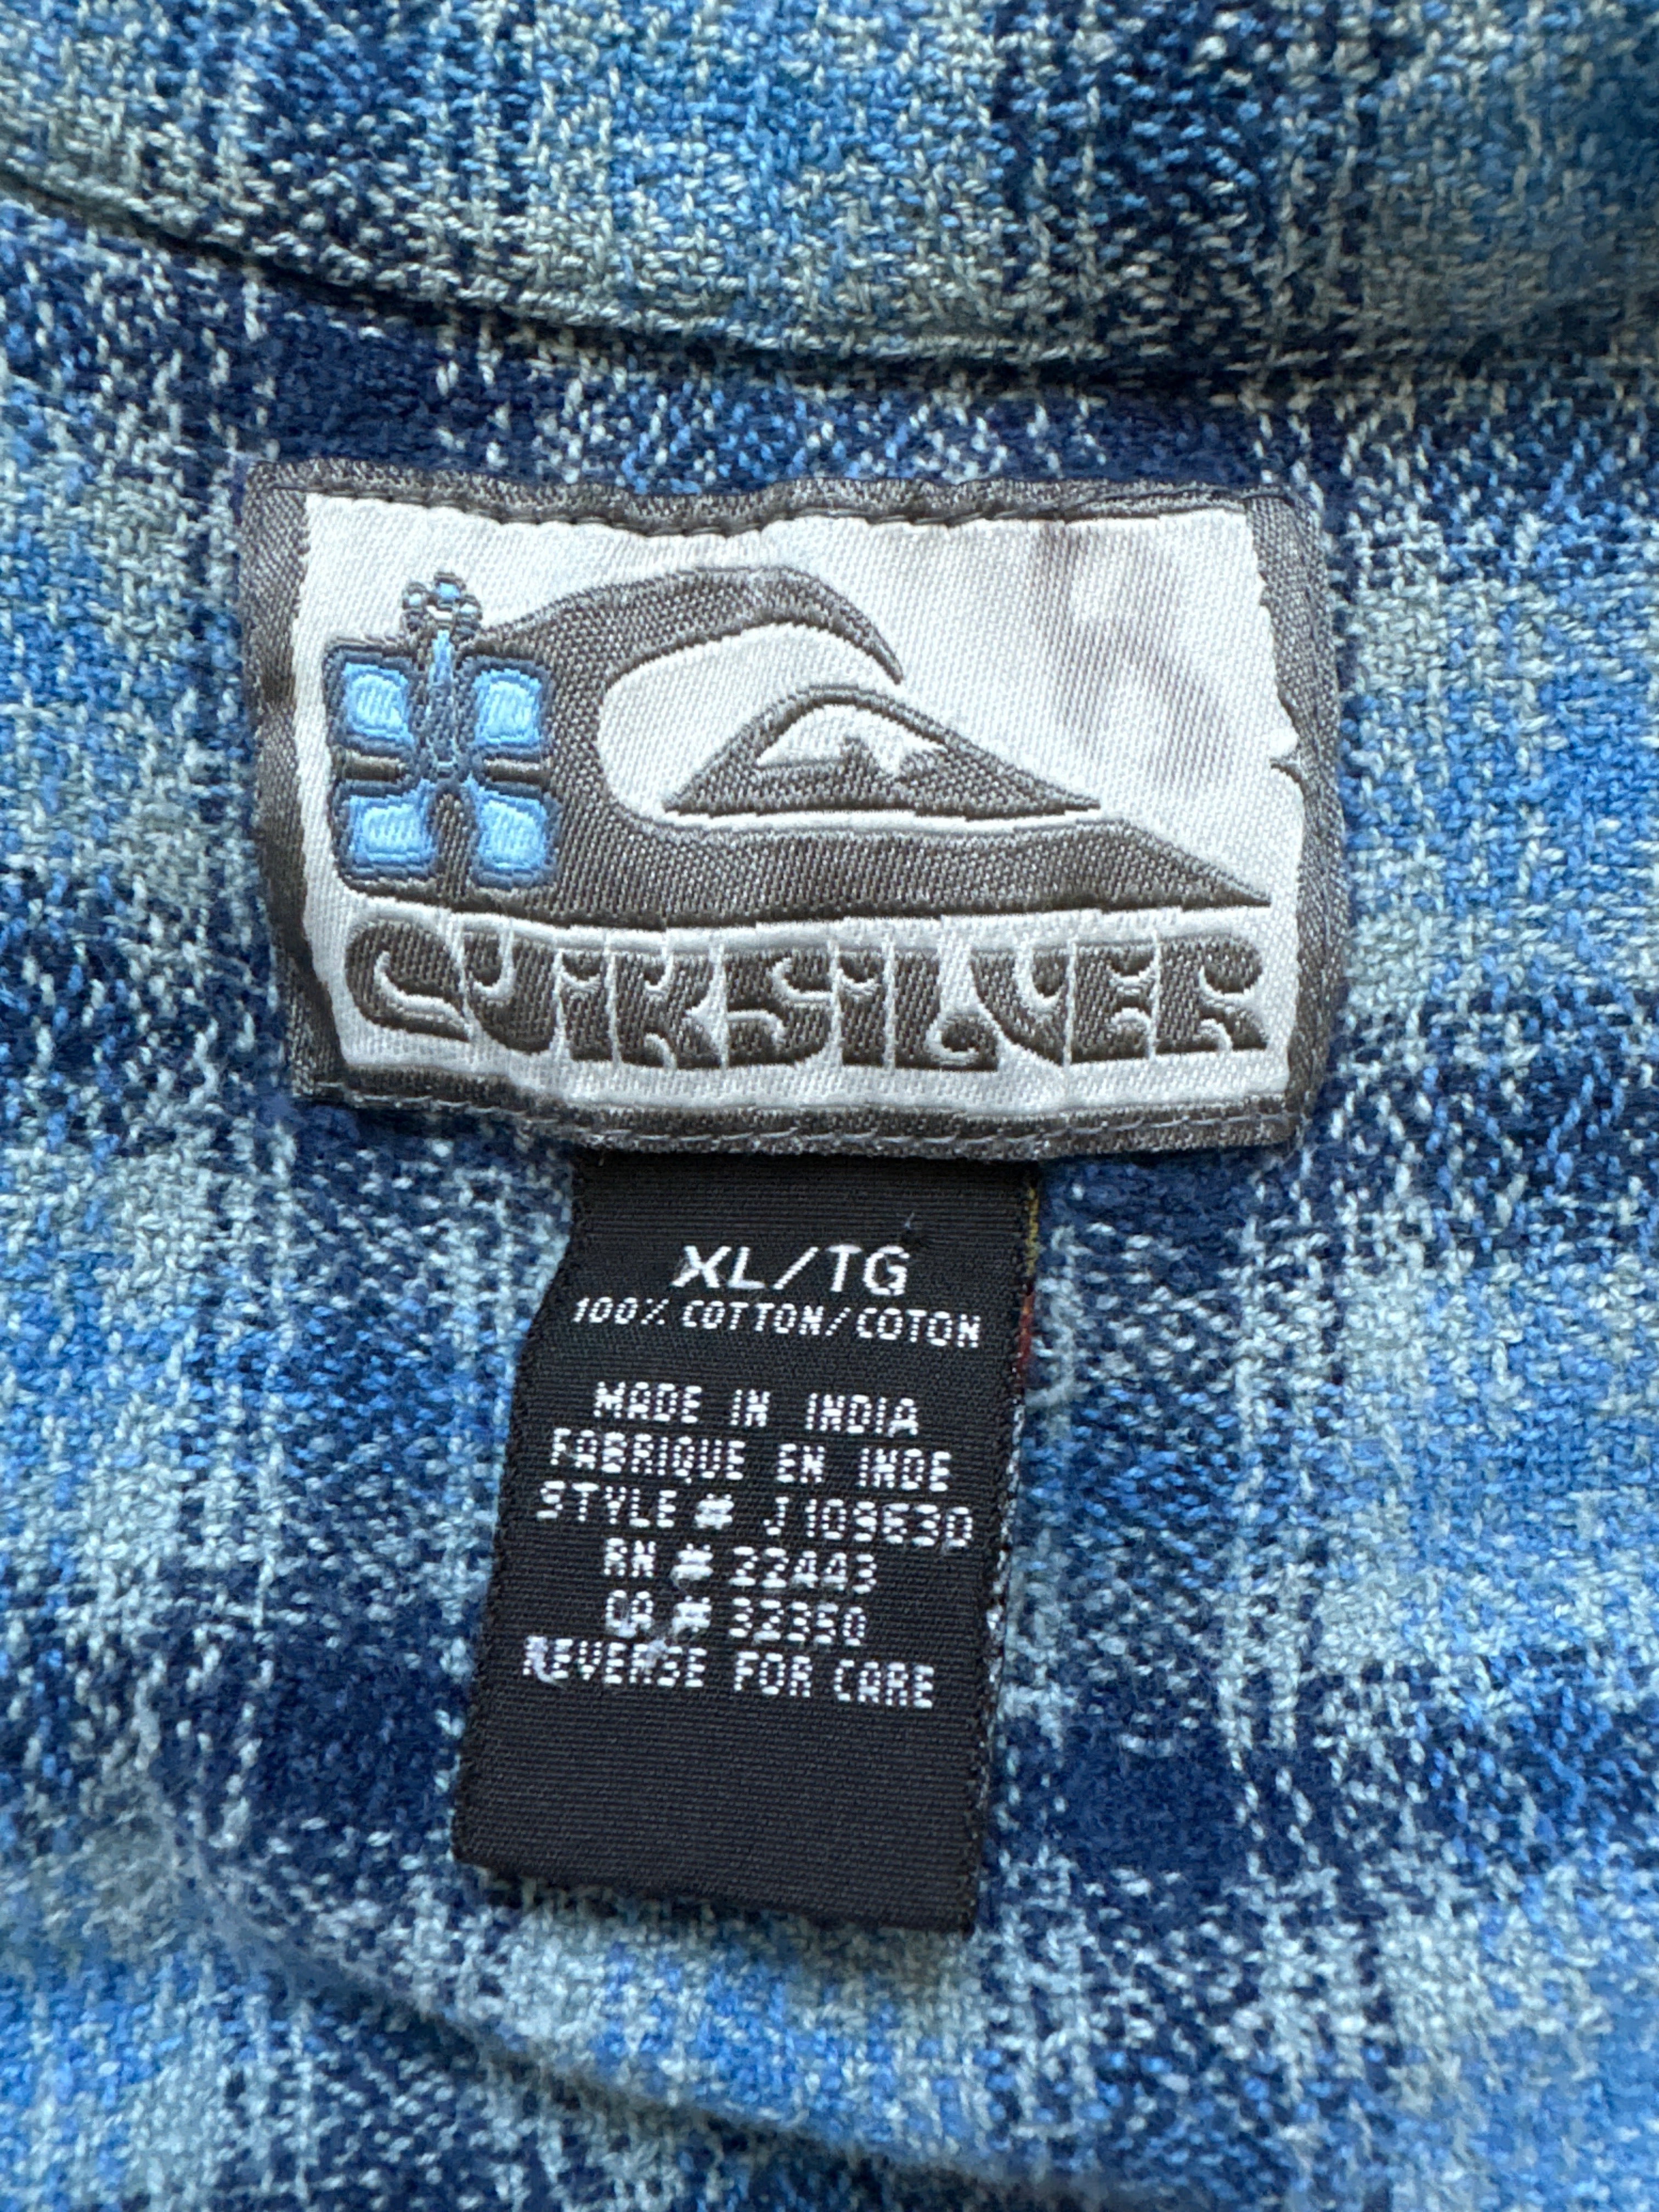 QUIKSILVER
XL/TG
100% COTTON/COTON
MADE IN INDIA
FABRIQUE EN INDE
STYLE # J109630
RN # 22443
CA # 32350
REVERSE FOR CARE